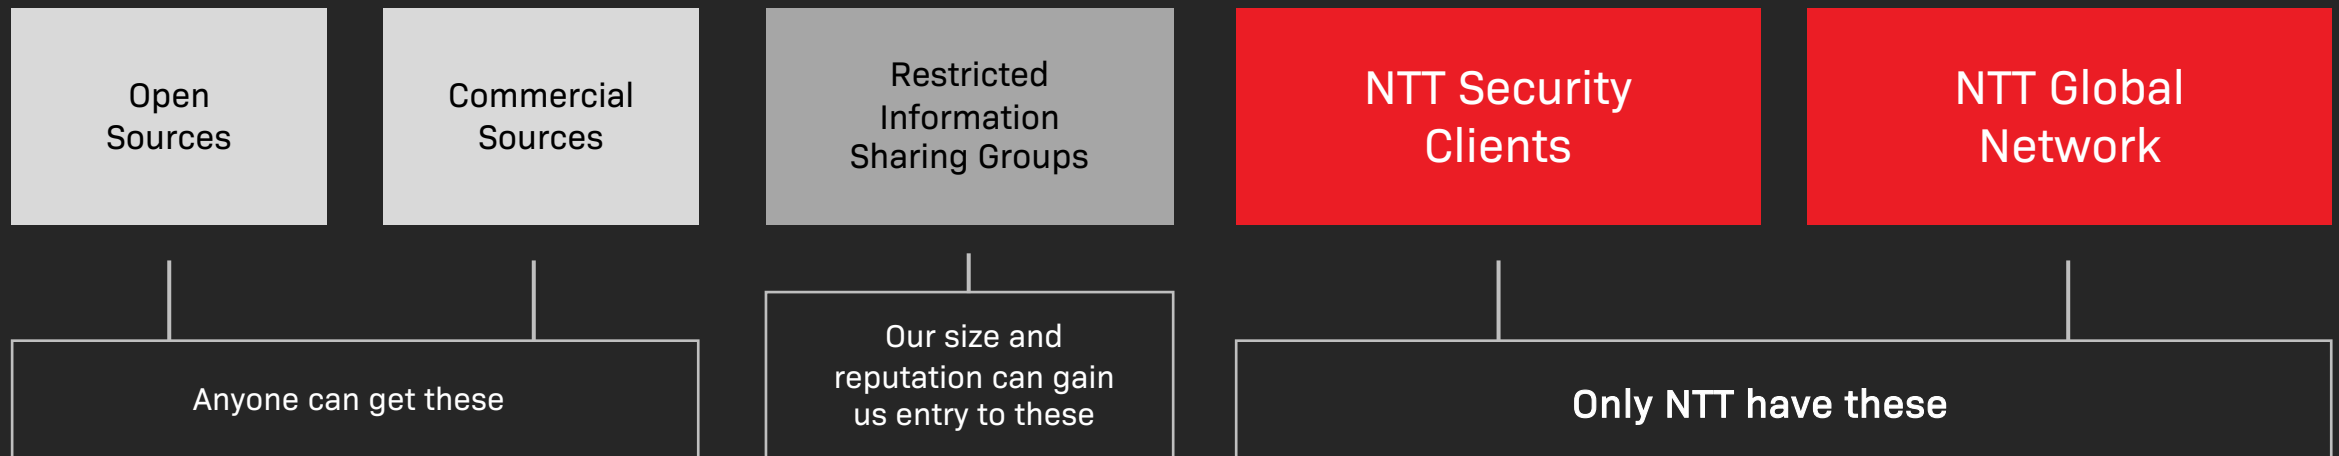 Open
Sources
Commercial
Sources
Restricted
Information
Sharing Groups
NTT Security
Clients
NTT Global
Network
Anyone can get these
Our size and
reputation can gain
us entry to these
Only NTT have these